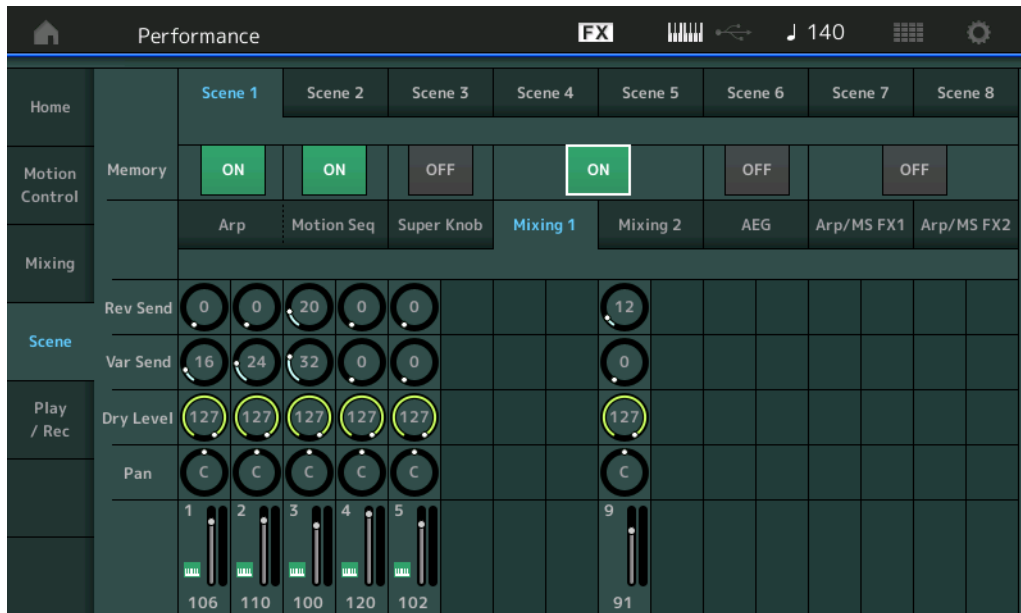 Performance FX 140
Scene 1 Scene 2 Scene 3 Scene 4 Scene 5 Scene 6 Scene 7 Scene 8
Home
Motion
Control
Mixing
Scene
Play
/ Rec
Memory ON ON OFF ON OFF OFF
Arp Motion Seq Super Knob Mixing 1 Mixing 2 AEG Arp/MS FX1 Arp/MS FX2
Rev Send 0 0 20 0 0 12
Var Send 16 24 32 0 0 0
Dry Level 127 127 127 127 127 127
Pan C C C C C C
1 2 3 4 5 9
106 110 100 120 102 91